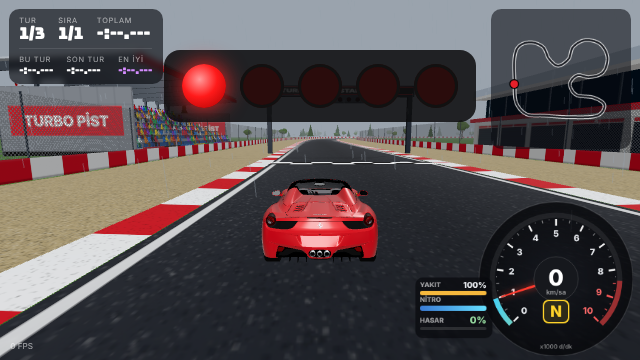 TUR SIRA TOPLAM
1/3 1/1 --:--.---
BU TUR SON TUR EN İYİ
--:--.--- --:--.--- --:--.---
TURBO PİST
5
4 6
3 7
2 8
1 9
0 10
0
km/sa
N
x1000 d/dk
YAKIT 100%
NİTRO
HASAR 0%
0 FPS